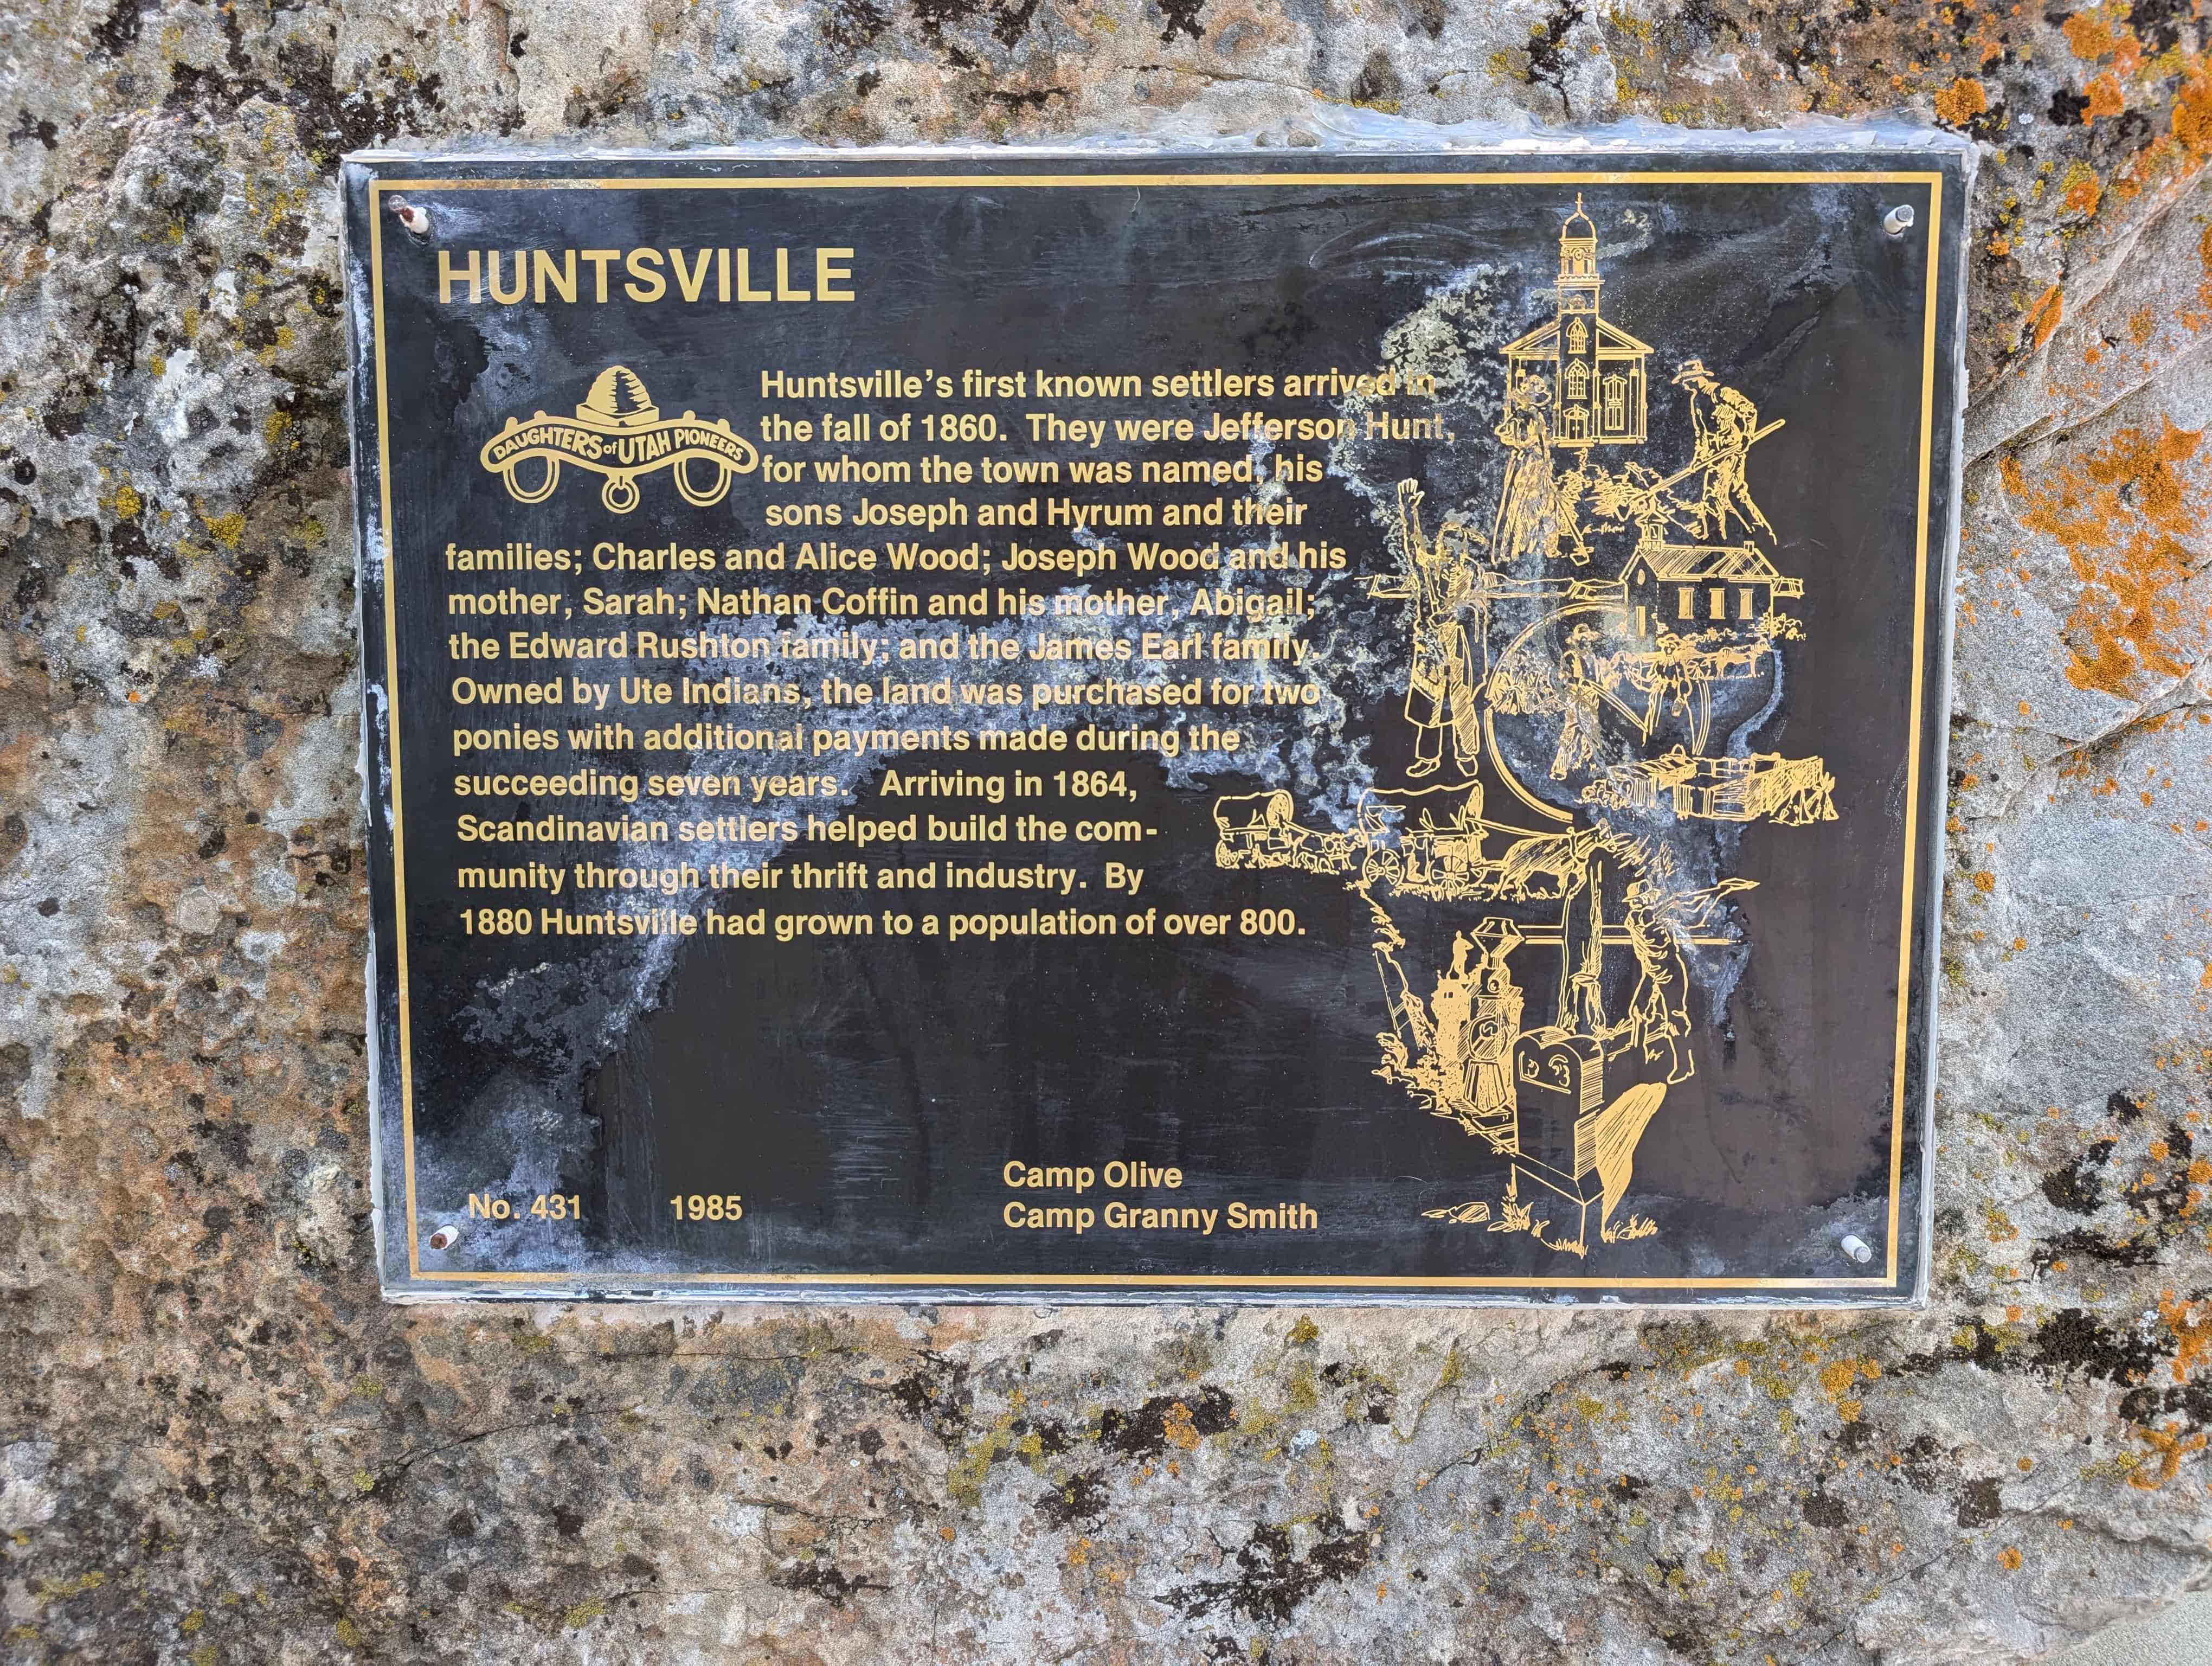 HUNTSVILLE
DAUGHTERS of UTAH PIONEERS
Huntsville's first known settlers arrived in
the fall of 1860. They were Jefferson Hunt,
for whom the town was named, his
sons Joseph and Hyrum and their
families; Charles and Alice Wood; Joseph Wood and his
mother, Sarah; Nathan Coffin and his mother, Abigail;
the Edward Rushton family; and the James Earl family.
Owned by Ute Indians, the land was purchased for two
ponies with additional payments made during the
succeeding seven years. Arriving in 1864,
Scandinavian settlers helped build the com-
munity through their thrift and industry. By
1880 Huntsville had grown to a population of over 800.
No. 431 1985
Camp Olive
Camp Granny Smith